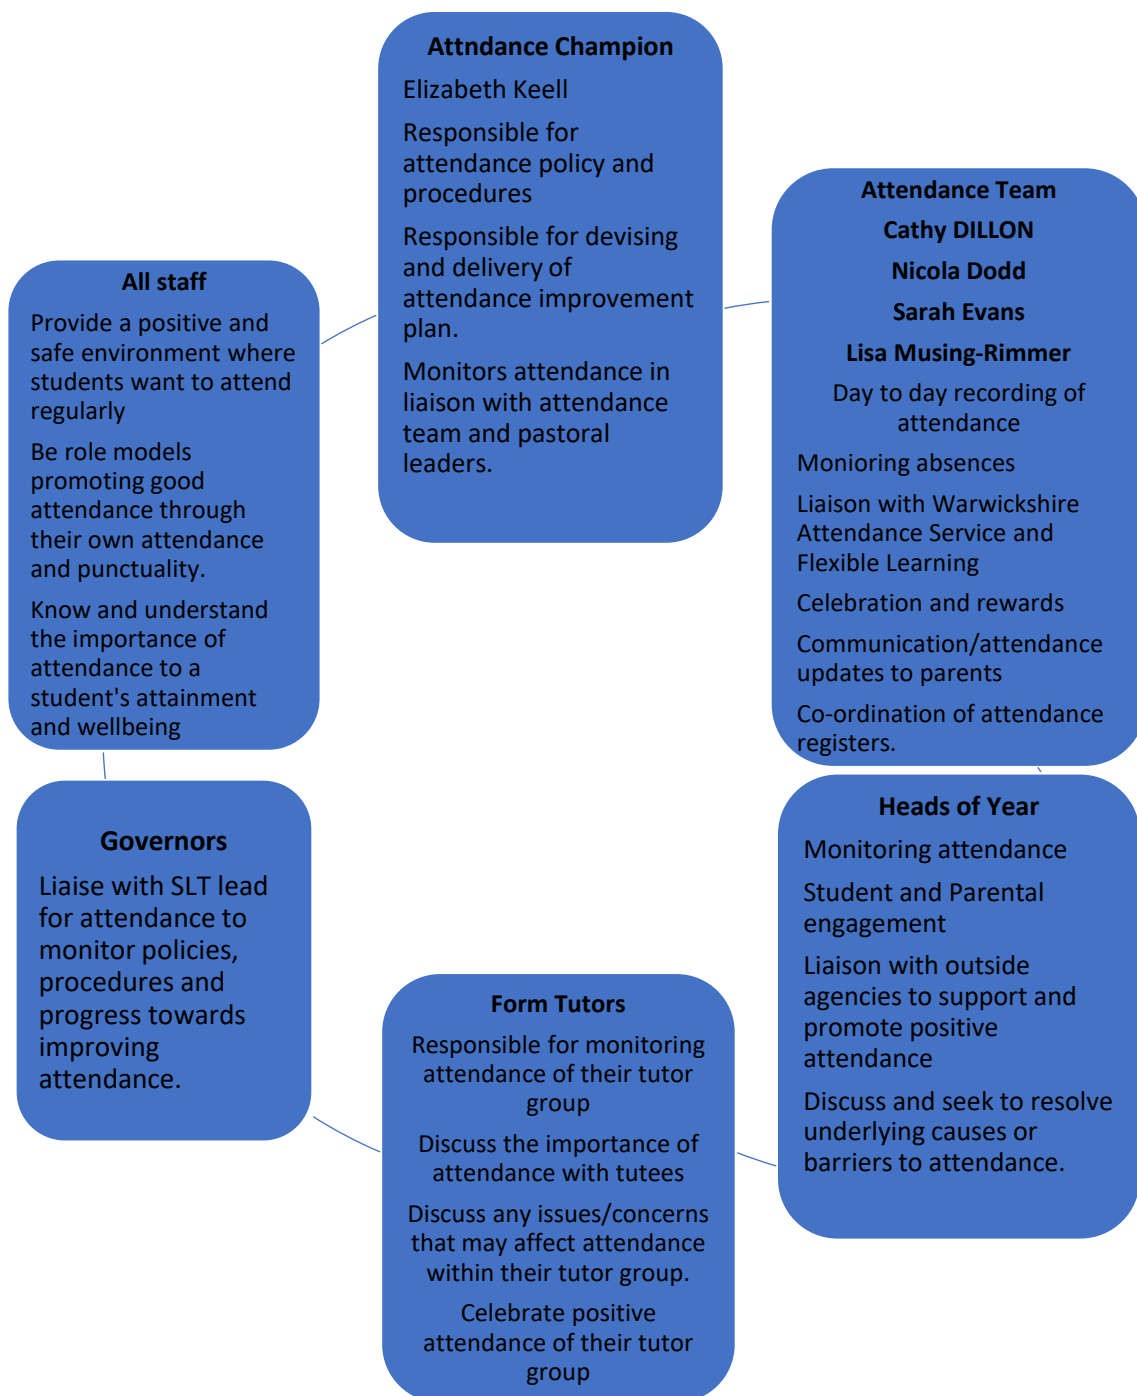 Attndance Champion
Elizabeth Keell
Responsible for
attendance policy and
procedures
Responsible for devising
and delivery of
attendance improvement
plan.
Monitors attendance in
liaison with attendance
team and pastoral
leaders.
Attendance Team
Cathy DILLON
Nicola Dodd
Sarah Evans
Lisa Musing-Rimmer
Day to day recording of
attendance
Monioring absences
Liaison with Warwickshire
Attendance Service and
Flexible Learning
Celebration and rewards
Communication/attendance
updates to parents
Co-ordination of attendance
registers.
Heads of Year
Monitoring attendance
Student and Parental
engagement
Liaison with outside
agencies to support and
promote positive
attendance
Discuss and seek to resolve
underlying causes or
barriers to attendance.
Form Tutors
Responsible for monitoring
attendance of their tutor
group
Discuss the importance of
attendance with tutees
Discuss any issues/concerns
that may affect attendance
within their tutor group.
Celebrate positive
attendance of their tutor
group
Governors
Liaise with SLT lead
for attendance to
monitor policies,
procedures and
progress towards
improving
attendance.
All staff
Provide a positive and
safe environment where
students want to attend
regularly
Be role models
promoting good
attendance through
their own attendance
and punctuality.
Know and understand
the importance of
attendance to a
student's attainment
and wellbeing